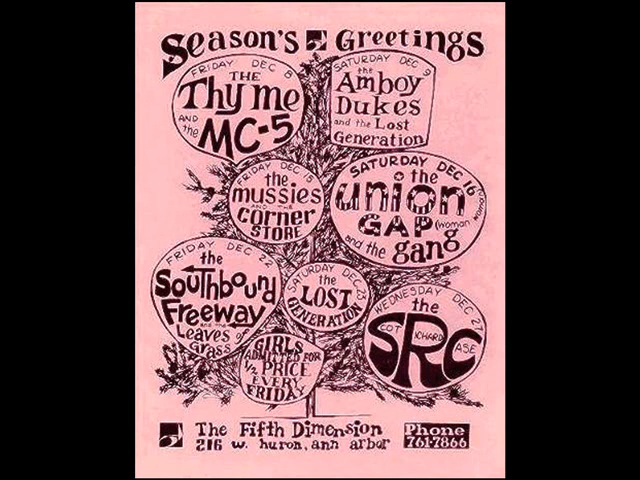 Season's Greetings
FRIDAY DEC 8
THE
Thyme
AND the
MC-5
SATURDAY DEC 9
the
Amboy
Dukes
and the Lost
Generation
FRIDAY DEC 15
the
mussies
AND THE
CORNER
STORE
SATURDAY DEC 16
the
union
GAP (woman
woman)
and the gang
FRIDAY DEC 22
the
Southbound
Freeway
and the
Leaves of
Grass
SATURDAY DEC 23
the
LOST
GENERATION
WEDNESDAY DEC 27
the
SRC
SCOT RICHARD CASE
GIRLS
ADMITTED FOR
1/2 PRICE
EVERY
FRIDAY
The Fifth Dimension
216 w. huron, ann arbor
Phone
761-7866